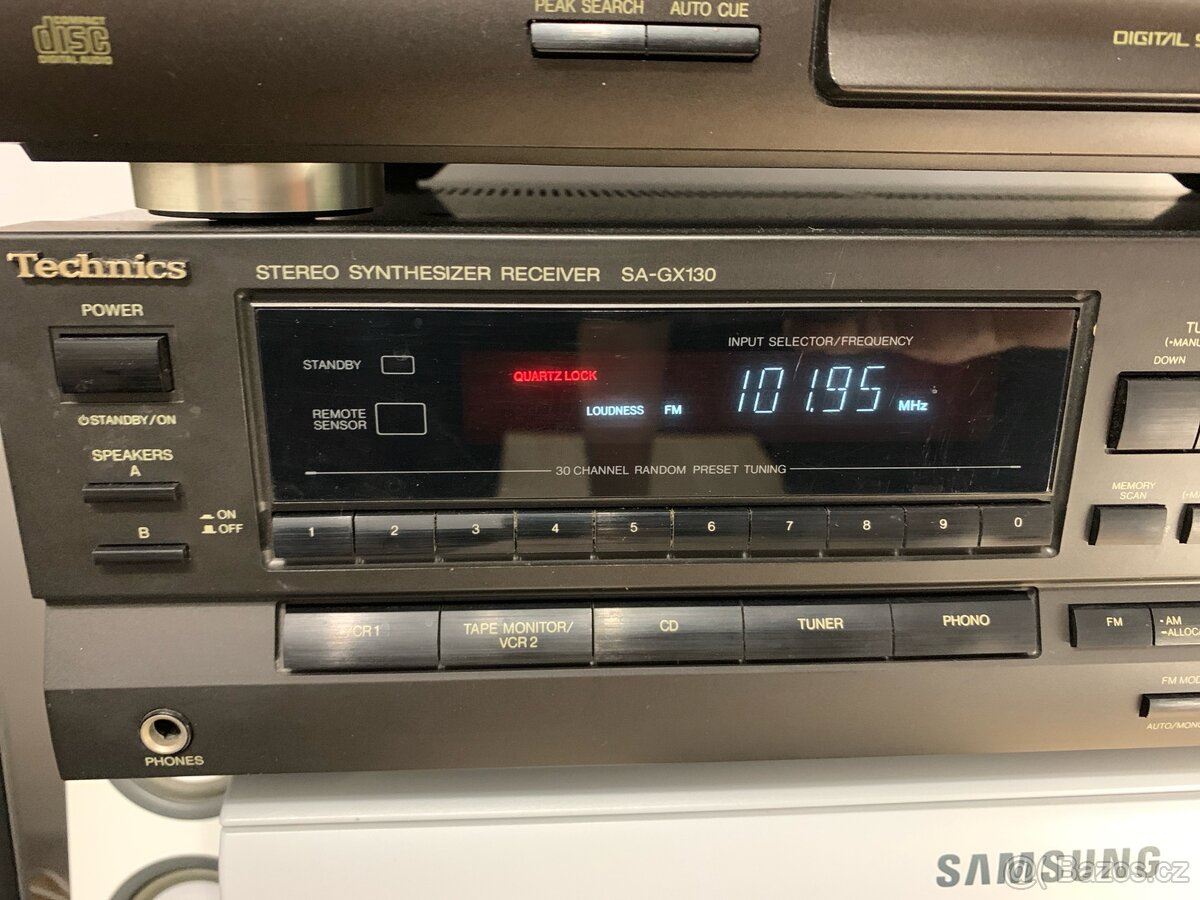 PEAK SEARCH AUTO CUE
COMPACT
disc
DIGITAL AUDIO
DIGITAL
Technics
STEREO SYNTHESIZER RECEIVER SA-GX130
POWER
STANDBY/ON
SPEAKERS
A
B
ON
OFF
STANDBY
REMOTE
SENSOR
QUARTZ LOCK
INPUT SELECTOR/FREQUENCY
LOUDNESS FM 101.95 MHz
30 CHANNEL RANDOM PRESET TUNING
1 2 3 4 5 6 7 8 9 0
DOWN
MEMORY
SCAN
VCR 1
TAPE MONITOR/
VCR 2
CD
TUNER
PHONO
FM
AM
PHONES
SAMSUNG
Bazos.cz